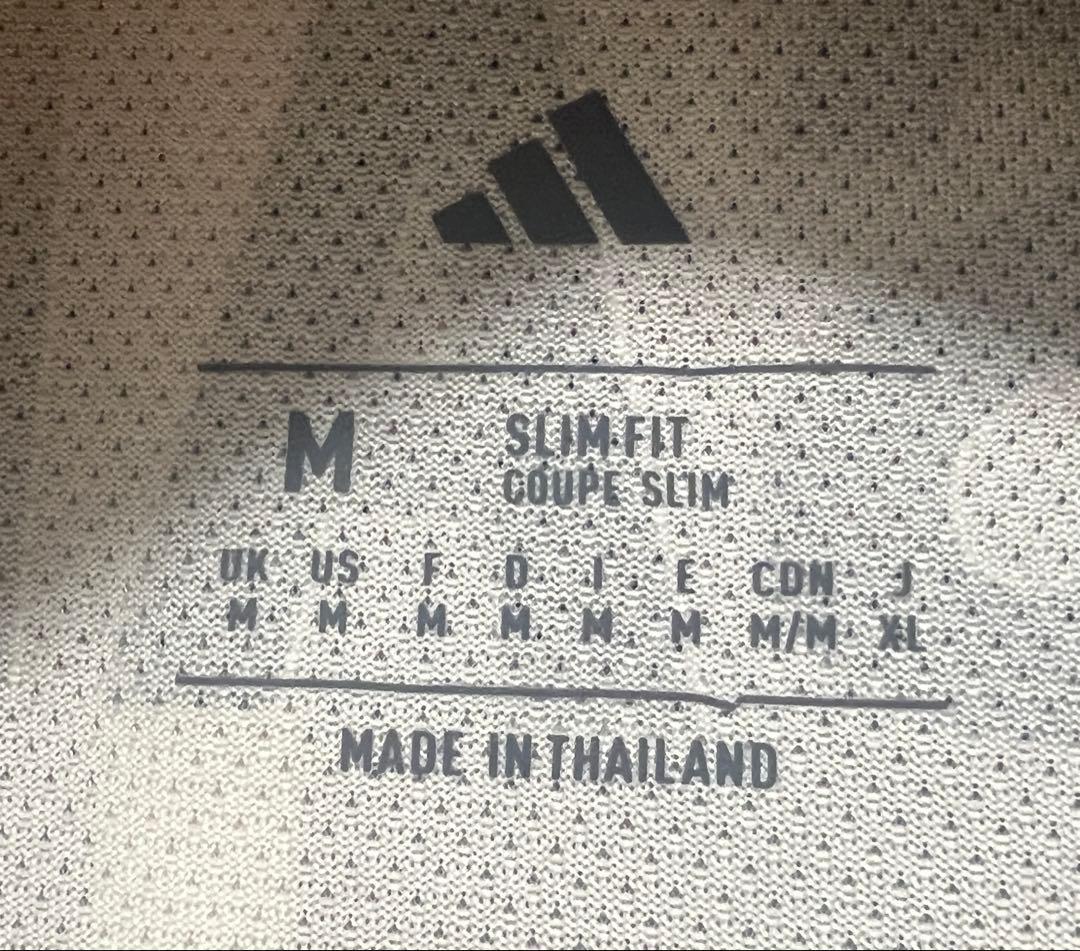 M
SLIM FIT
COUPE SLIM
UK US F D I E CDN J
M M M M M M M/M XL
MADE IN THAILAND